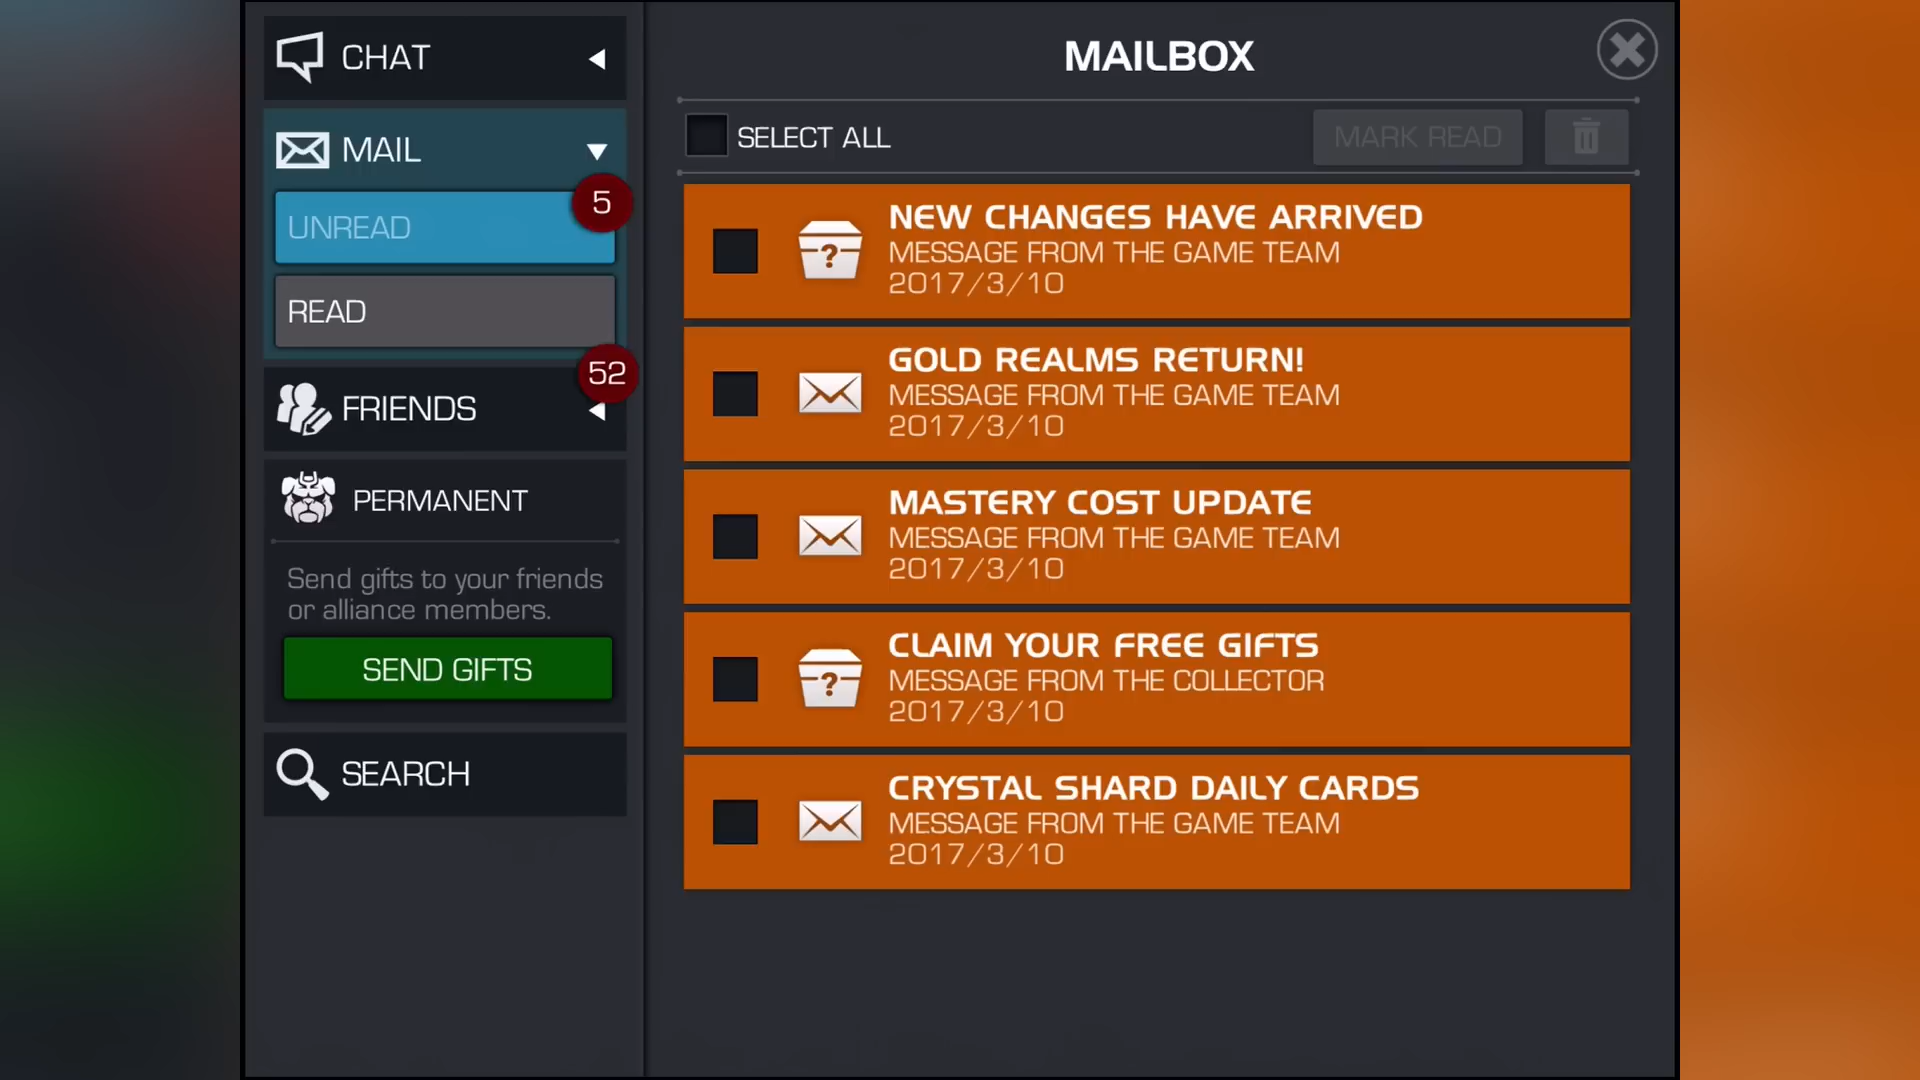 CHAT
MAIL
5
UNREAD
READ
52
FRIENDS
PERMANENT
Send gifts to your friends
or alliance members.
SEND GIFTS
SEARCH
MAILBOX
SELECT ALL
MARK READ
NEW CHANGES HAVE ARRIVED
MESSAGE FROM THE GAME TEAM
2017/3/10
GOLD REALMS RETURN!
MESSAGE FROM THE GAME TEAM
2017/3/10
MASTERY COST UPDATE
MESSAGE FROM THE GAME TEAM
2017/3/10
CLAIM YOUR FREE GIFTS
MESSAGE FROM THE COLLECTOR
2017/3/10
CRYSTAL SHARD DAILY CARDS
MESSAGE FROM THE GAME TEAM
2017/3/10